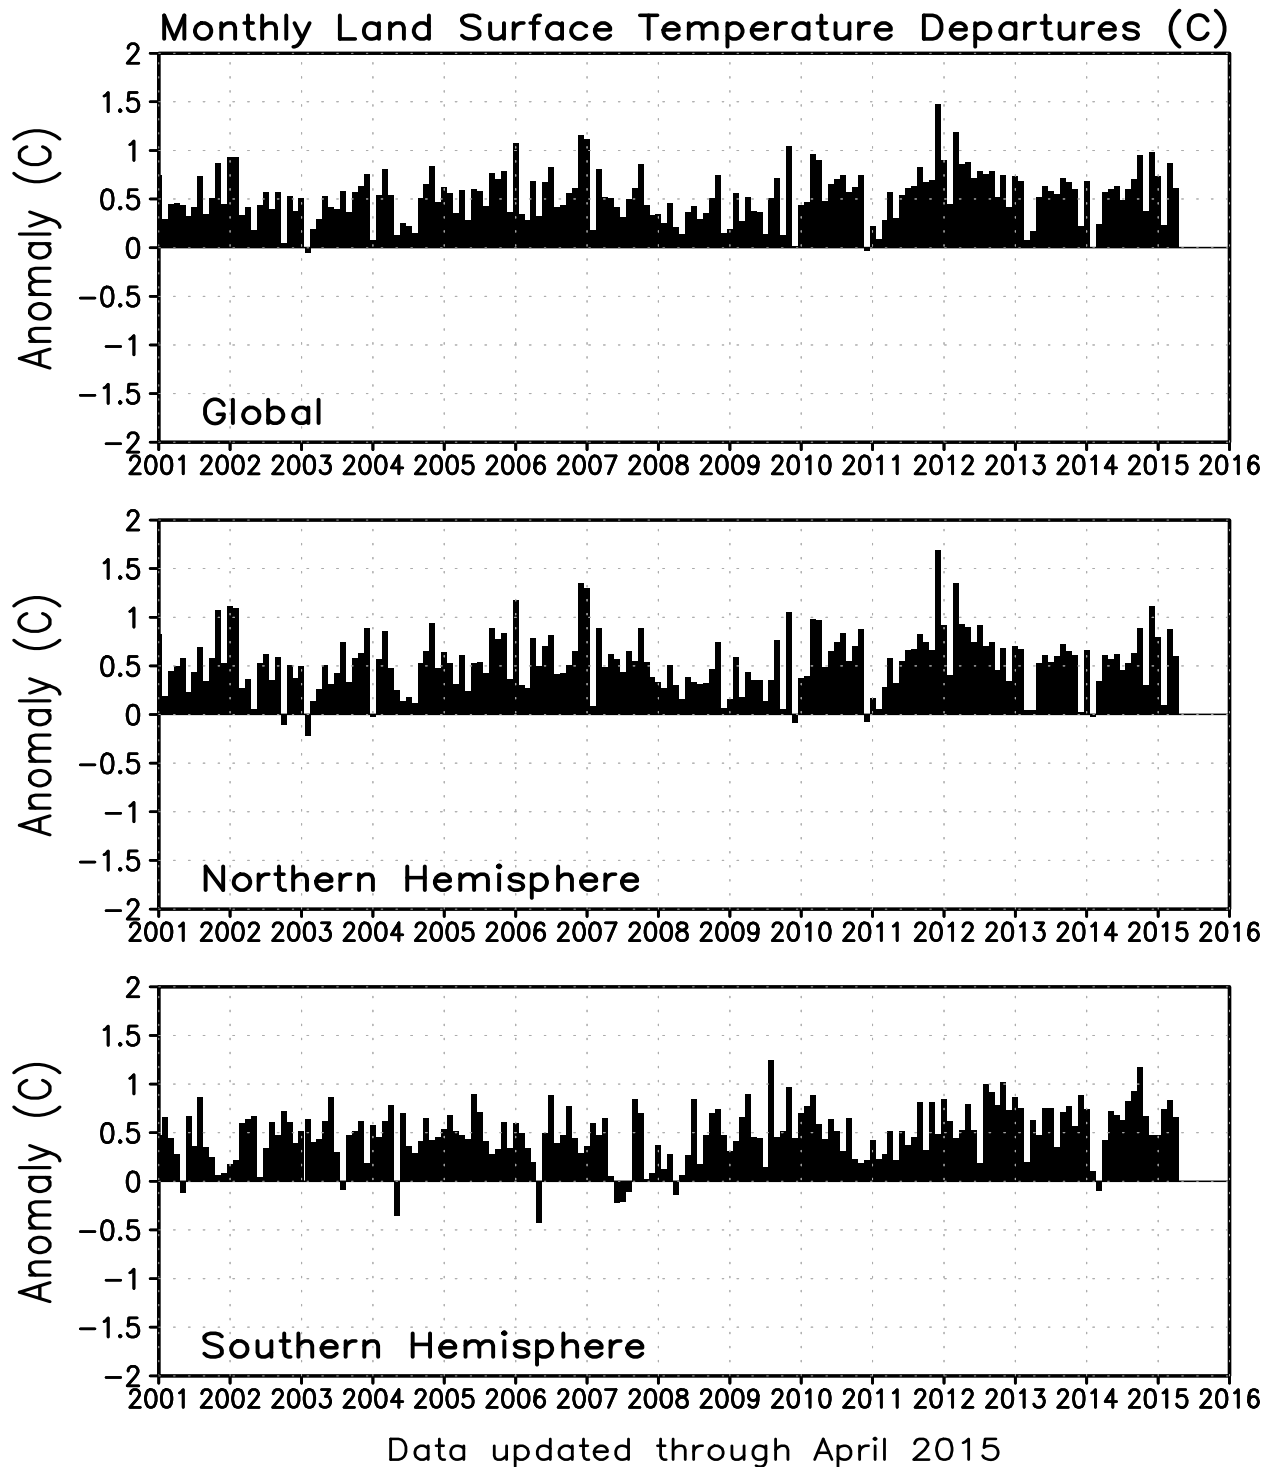 Monthly Land Surface Temperature Departures (C)
2
1.5
1
0.5
0
−0.5
−1
−1.5
−2
Anomaly (C)
Global
2001 2002 2003 2004 2005 2006 2007 2008 2009 2010 2011 2012 2013 2014 2015 2016
2
1.5
1
0.5
0
−0.5
−1
−1.5
−2
Anomaly (C)
Northern Hemisphere
2001 2002 2003 2004 2005 2006 2007 2008 2009 2010 2011 2012 2013 2014 2015 2016
2
1.5
1
0.5
0
−0.5
−1
−1.5
−2
Anomaly (C)
Southern Hemisphere
2001 2002 2003 2004 2005 2006 2007 2008 2009 2010 2011 2012 2013 2014 2015 2016
Data updated through April 2015